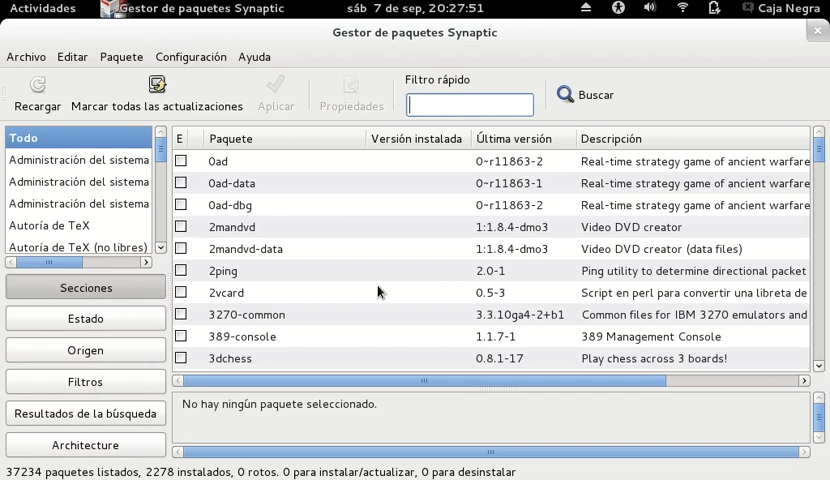 Actividades Gestor de paquetes Synaptic sáb 7 de sep, 20:27:51 Caja Negra
Gestor de paquetes Synaptic
Archivo Editar Paquete Configuración Ayuda
Recargar Marcar todas las actualizaciones Aplicar Propiedades Filtro rápido Buscar
Todo
Administración del sistema
Administración del sistema
Administración del sistema
Autoría de TeX
Autoría de TeX (no libres)
Secciones
Estado
Origen
Filtros
Resultados de la búsqueda
Architecture
E Paquete Versión instalada Última versión Descripción
0ad 0~r11863-2 Real-time strategy game of ancient warfare
0ad-data 0~r11863-1 Real-time strategy game of ancient warfare
0ad-dbg 0~r11863-2 Real-time strategy game of ancient warfare
2mandvd 1:1.8.4-dmo3 Video DVD creator
2mandvd-data 1:1.8.4-dmo3 Video DVD creator (data files)
2ping 2.0-1 Ping utility to determine directional packet
2vcard 0.5-3 Script en perl para convertir una libreta de
3270-common 3.3.10ga4-2+b1 Common files for IBM 3270 emulators and
389-console 1.1.7-1 389 Management Console
3dchess 0.8.1-17 Play chess across 3 boards!
No hay ningún paquete seleccionado.
37234 paquetes listados, 2278 instalados, 0 rotos. 0 para instalar/actualizar, 0 para desinstalar